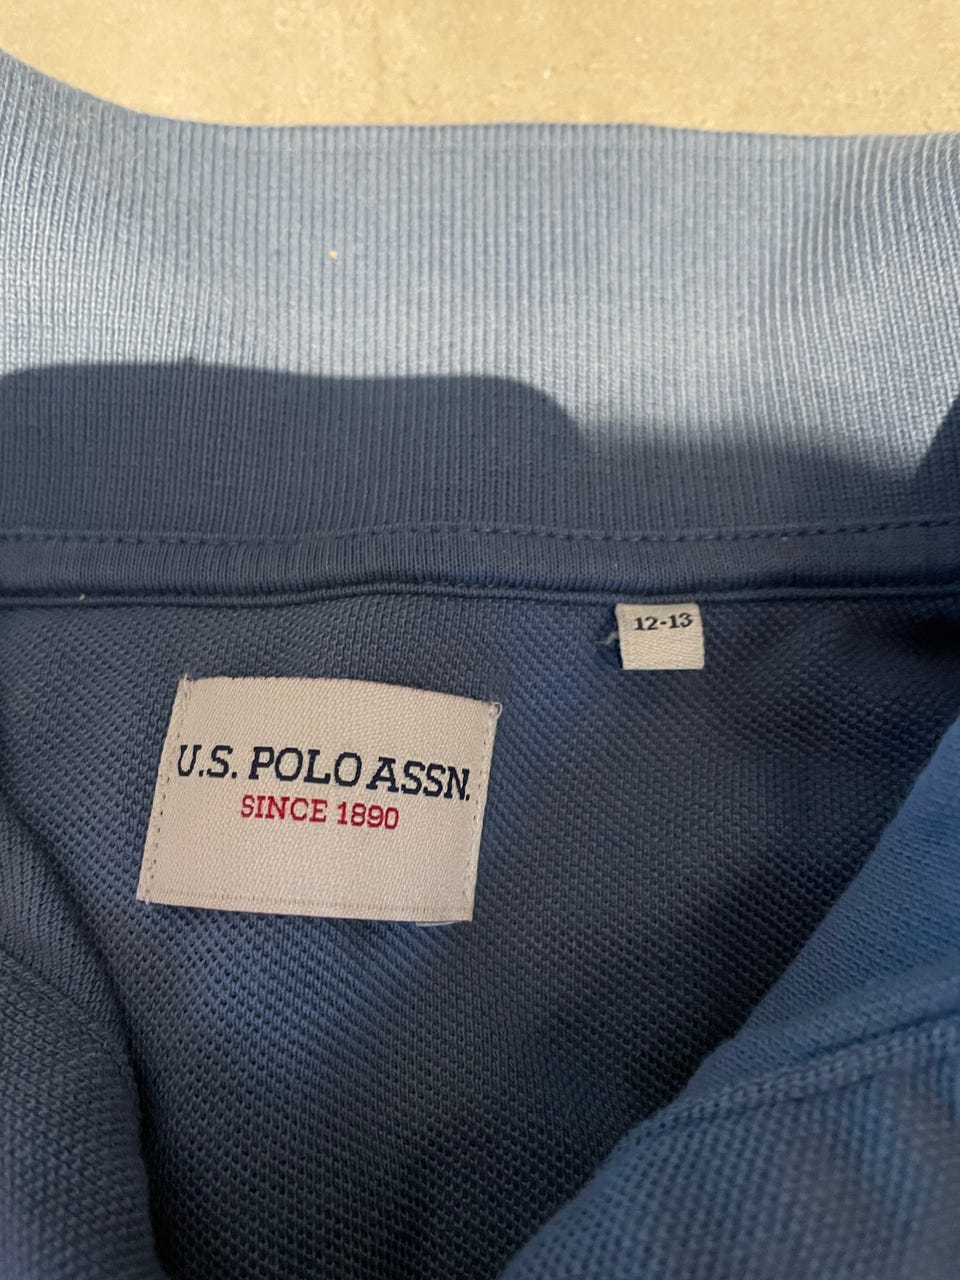 12-13
U.S. POLO ASSN.
SINCE 1890